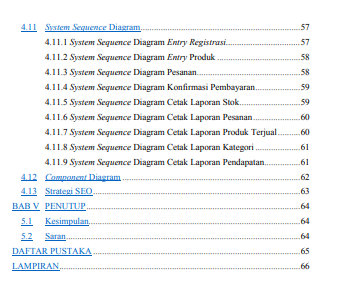 4.11 System Sequence Diagram 57
4.11.1 System Sequence Diagram Entry Registrasi 57
4.11.2 System Sequence Diagram Entry Produk 58
4.11.3 System Sequence Diagram Pesanan 58
4.11.4 System Sequence Diagram Konfirmasi Pembayaran 59
4.11.5 System Sequence Diagram Cetak Laporan Stok 59
4.11.6 System Sequence Diagram Cetak Laporan Pesanan 60
4.11.7 System Sequence Diagram Cetak Laporan Produk Terjual 60
4.11.8 System Sequence Diagram Cetak Laporan Kategori 61
4.11.9 System Sequence Diagram Cetak Laporan Pendapatan 61
4.12 Component Diagram 62
4.13 Strategi SEO 63
BAB V PENUTUP 64
5.1 Kesimpulan 64
5.2 Saran 64
DAFTAR PUSTAKA 65
LAMPIRAN 66